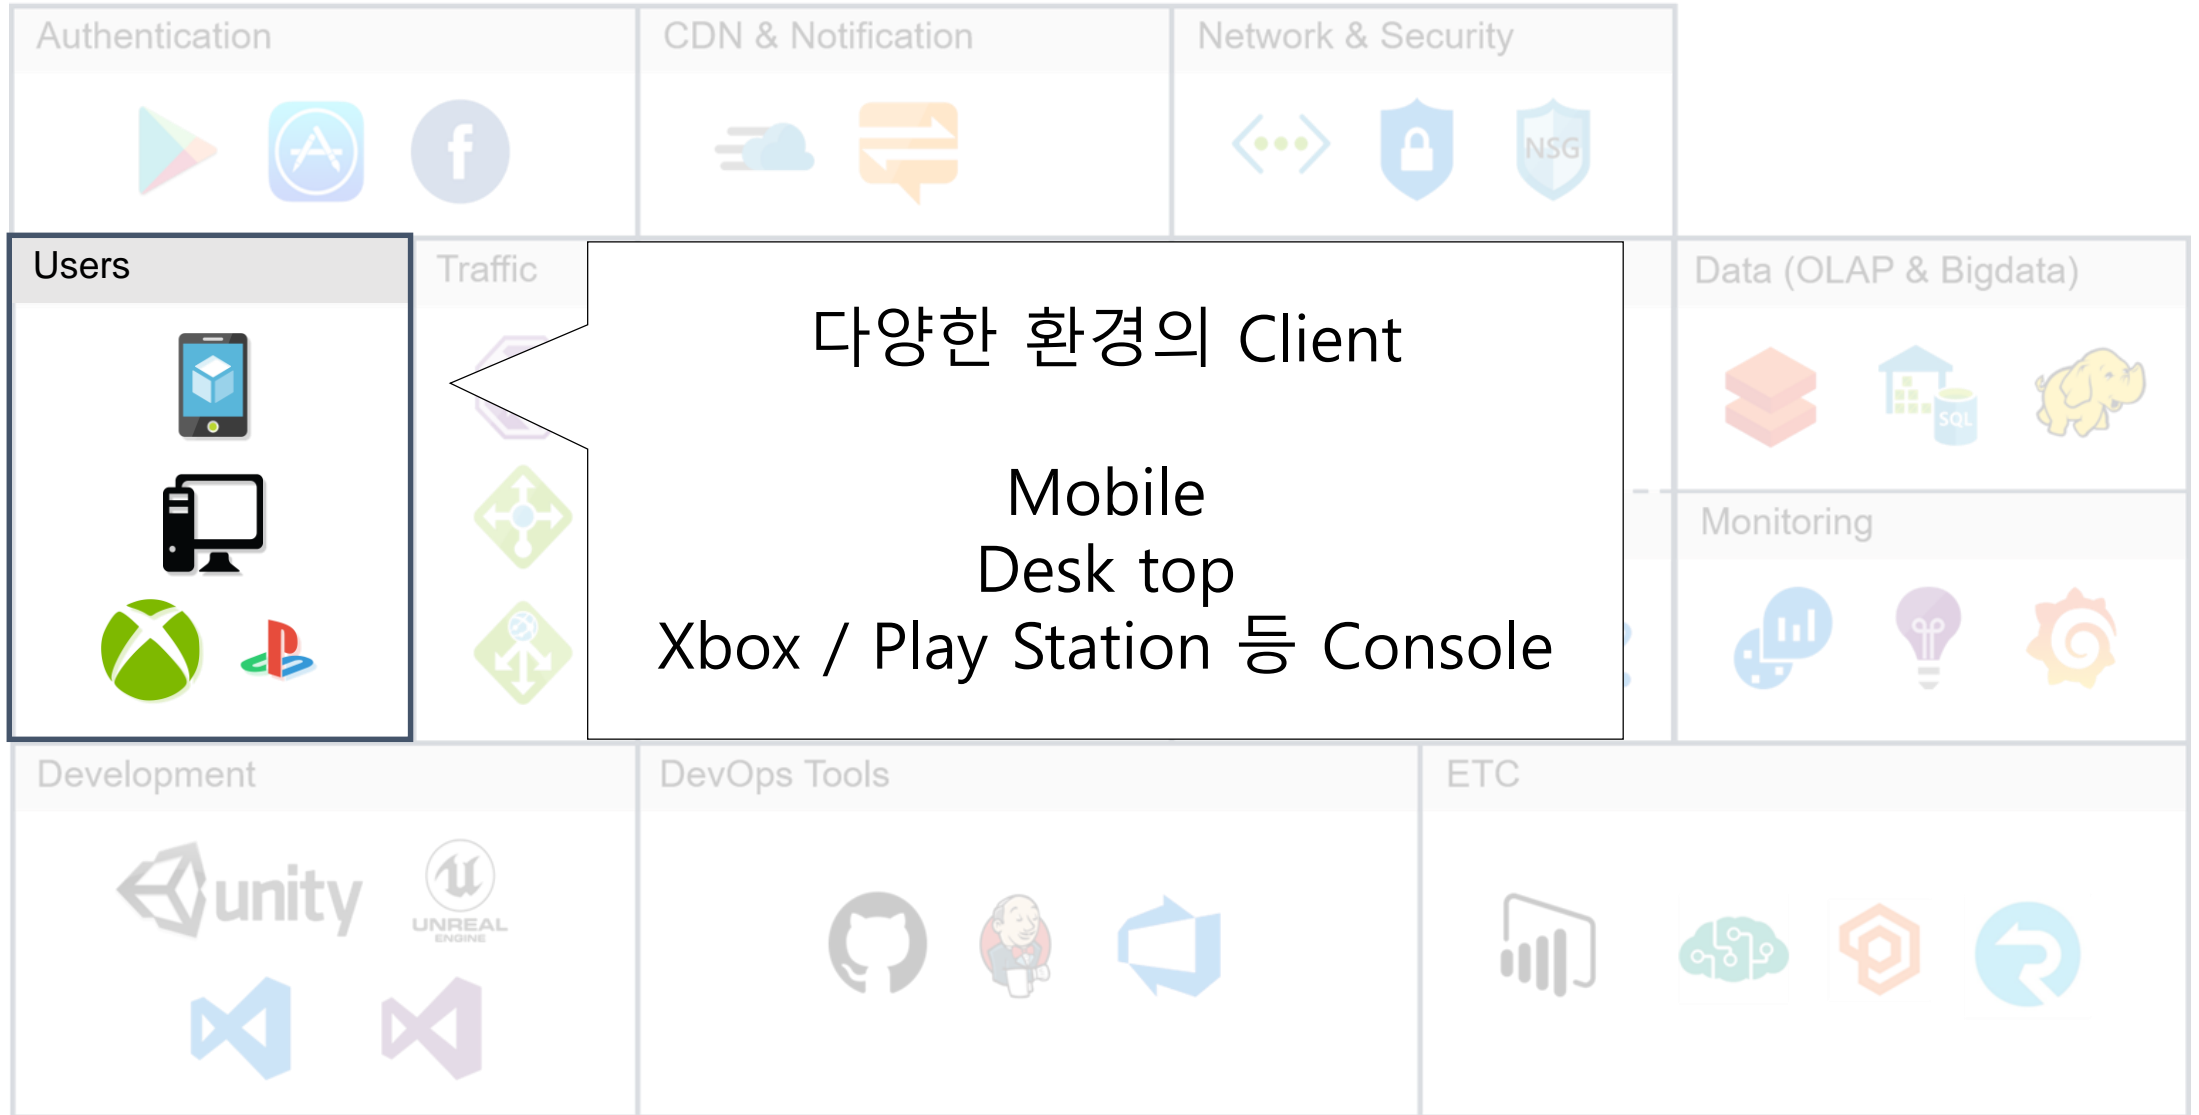 Authentication
CDN & Notification
Network & Security
NSG
Users
Traffic
다양한 환경의 Client
Mobile
Desk top
Xbox / Play Station 등 Console
Data (OLAP & Bigdata)
SQL
Monitoring
Development
unity
UNREAL
ENGINE
DevOps Tools
ETC